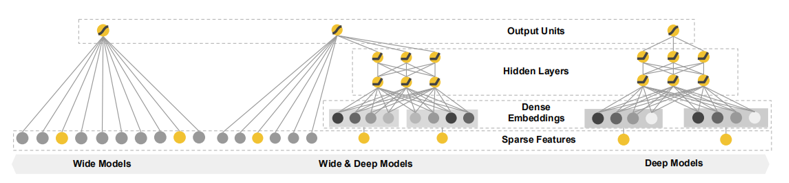 Output Units
Hidden Layers
Dense
Embeddings
Sparse Features
Wide Models
Wide & Deep Models
Deep Models